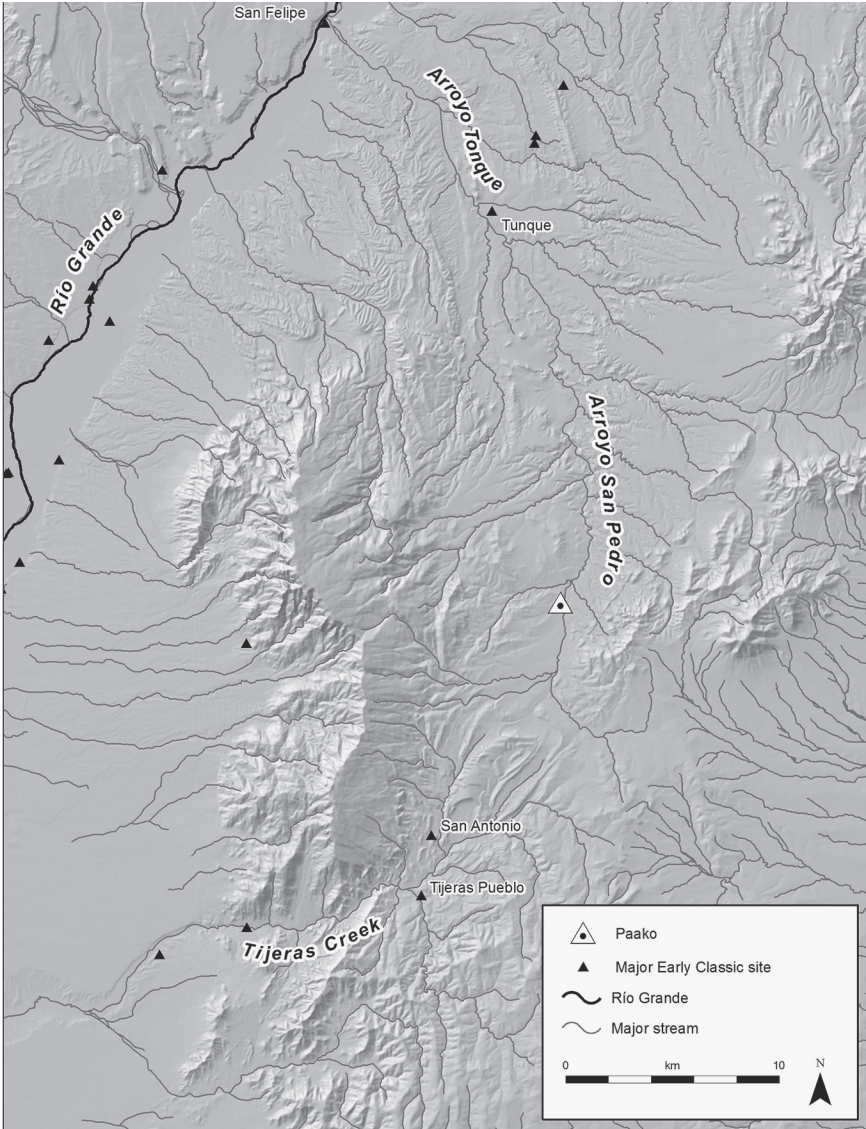 San Felipe
Arroyo Tonque
Tunque
Río Grande
Arroyo San Pedro
San Antonio
Tijeras Pueblo
Tijeras Creek
Paako
Major Early Classic site
Río Grande
Major stream
0 km 10
N